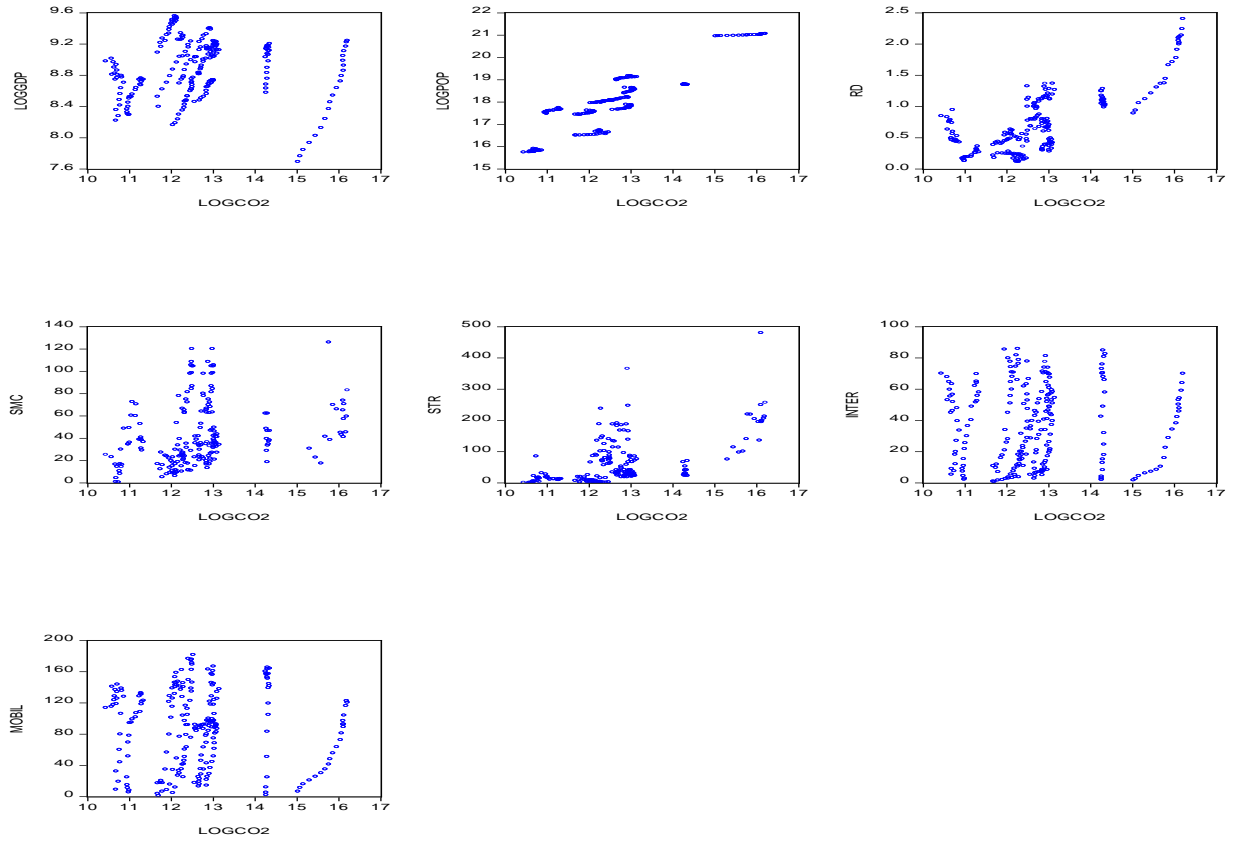 LOGGDP
9.6
9.2
8.8
8.4
8.0
7.6
10 11 12 13 14 15 16 17
LOGCO2
LOGPOP
22
21
20
19
18
17
16
15
10 11 12 13 14 15 16 17
LOGCO2
RD
2.5
2.0
1.5
1.0
0.5
0.0
10 11 12 13 14 15 16 17
LOGCO2
SMC
140
120
100
80
60
40
20
0
10 11 12 13 14 15 16 17
LOGCO2
STR
500
400
300
200
100
0
10 11 12 13 14 15 16 17
LOGCO2
INTER
100
80
60
40
20
0
10 11 12 13 14 15 16 17
LOGCO2
MOBIL
200
160
120
80
40
0
10 11 12 13 14 15 16 17
LOGCO2